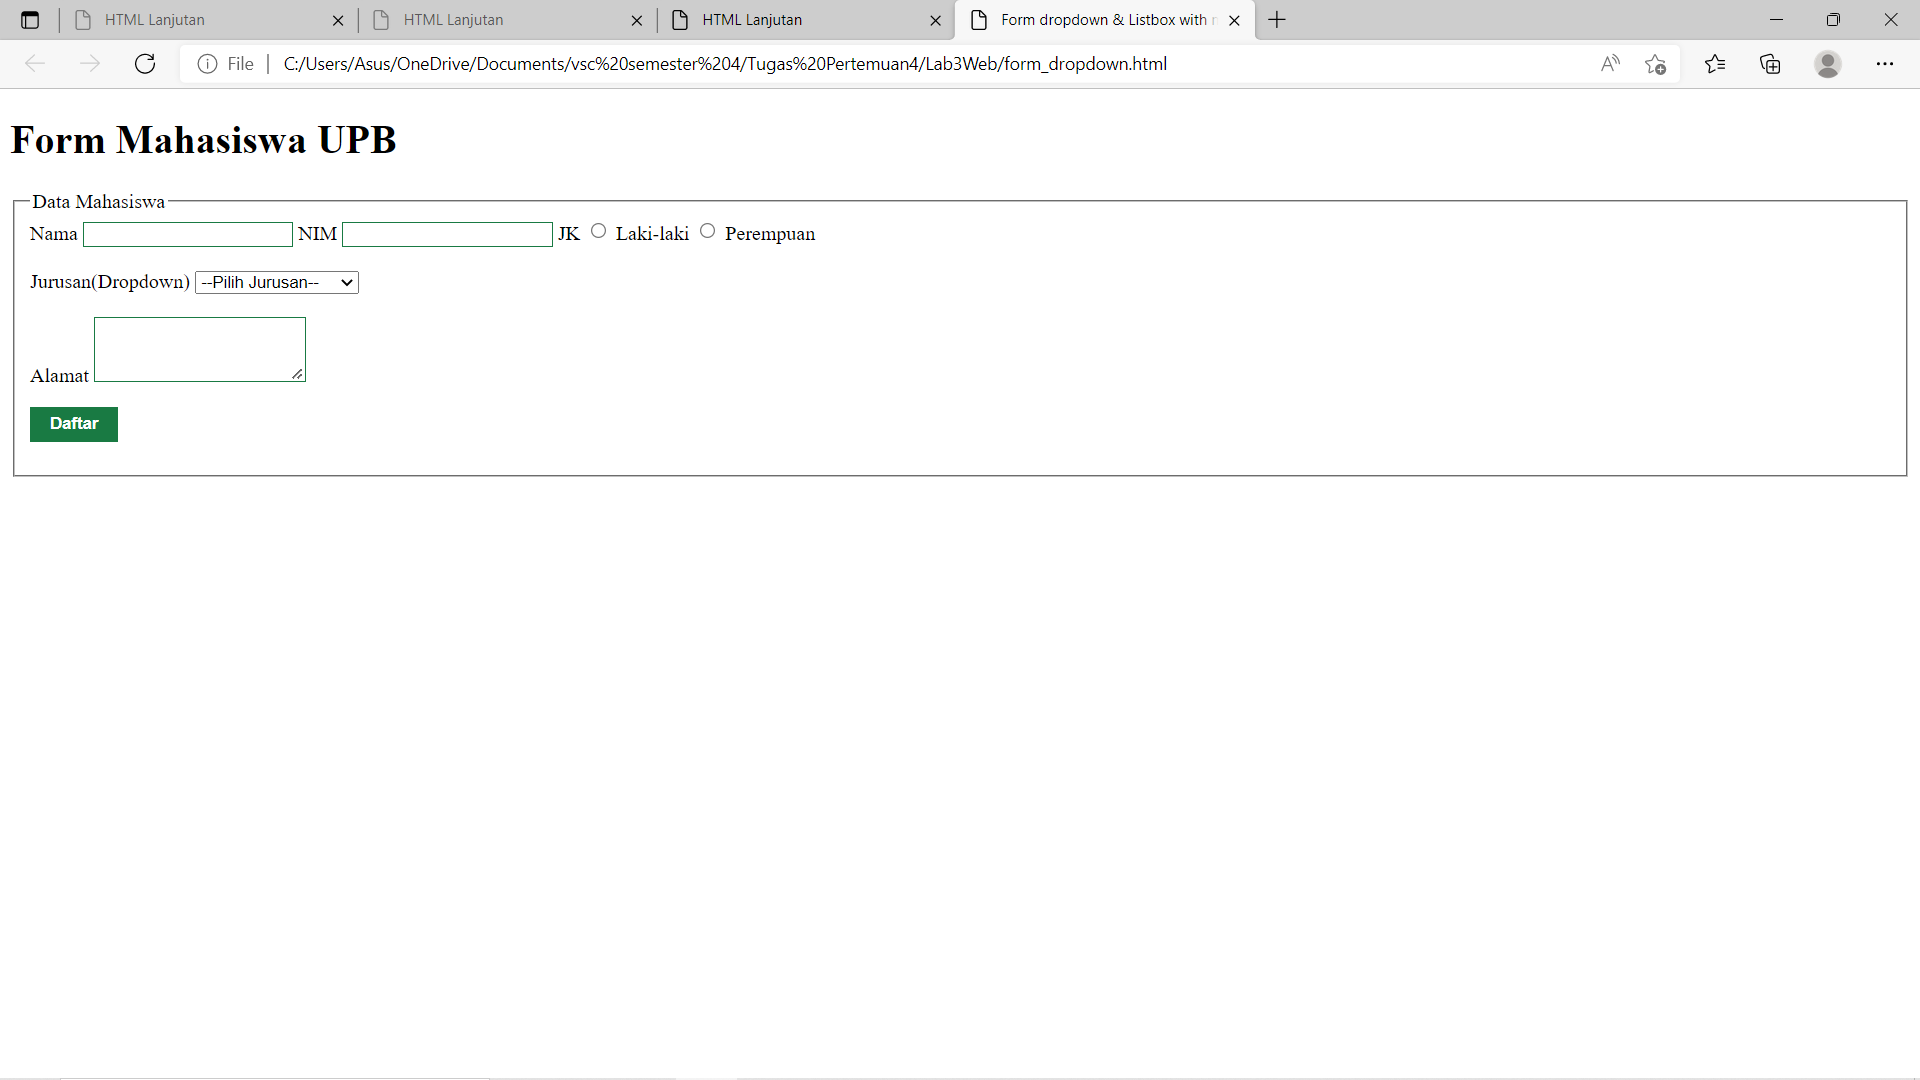 HTML Lanjutan
HTML Lanjutan
HTML Lanjutan
Form dropdown & Listbox with
File
C:/Users/Asus/OneDrive/Documents/vsc%20semester%204/Tugas%20Pertemuan4/Lab3Web/form_dropdown.html
Form Mahasiswa UPB
Data Mahasiswa
Nama NIM JK Laki-laki Perempuan
Jurusan(Dropdown) --Pilih Jurusan--
Alamat
Daftar